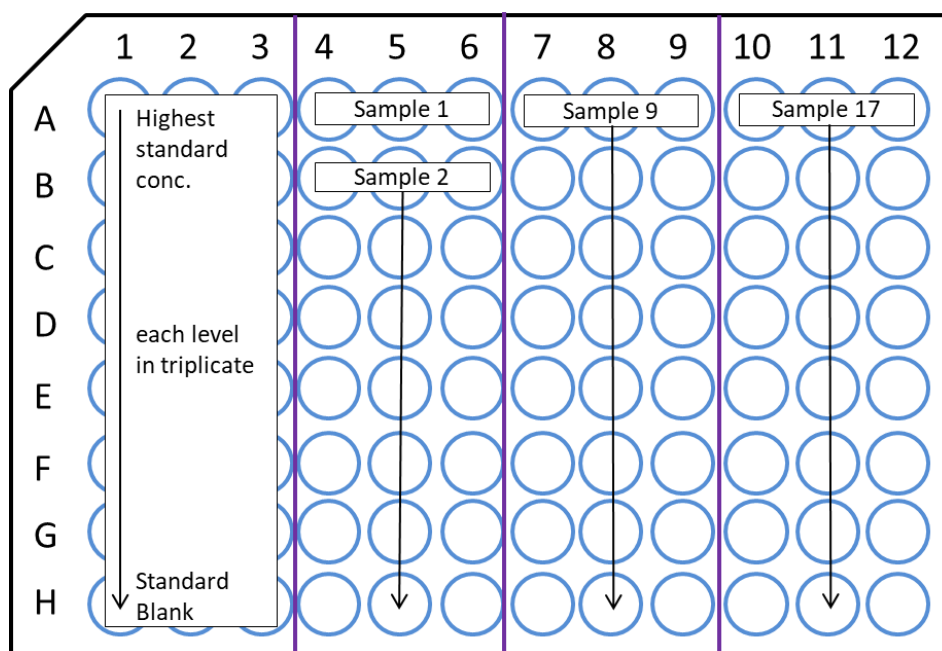 1 2 3 4 5 6 7 8 9 10 11 12
A
Highest
standard
conc.
Sample 1
Sample 9
Sample 17
B
Sample 2
C
D
each level
in triplicate
E
F
G
H
Standard
Blank